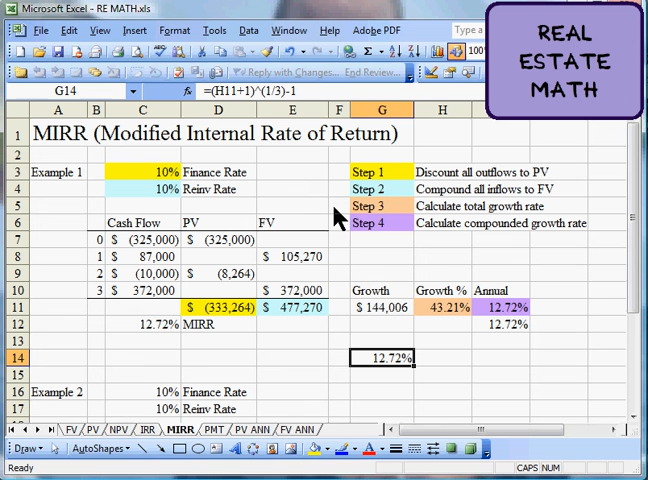 Microsoft Excel - RE MATH.xls
File Edit View Insert Format Tools Data Window Help Adobe PDF Type a
Σ 100%
Reply with Changes... End Review...
G14 fx =(H11+1)^(1/3)-1
REAL
ESTATE
MATH
A B C D E F G H I
1 MIRR (Modified Internal Rate of Return)
2
3 Example 1 10% Finance Rate Step 1 Discount all outflows to PV
4 10% Reinv Rate Step 2 Compound all inflows to FV
5 Step 3 Calculate total growth rate
6 Cash Flow PV FV Step 4 Calculate compounded growth rate
7 0 $ (325,000) $ (325,000)
8 1 $ 87,000 $ 105,270
9 2 $ (10,000) $ (8,264)
10 3 $ 372,000 $ 372,000 Growth Growth % Annual
11 $ (333,264) $ 477,270 $ 144,006 43.21% 12.72%
12 12.72% MIRR 12.72%
13
14 12.72%
15
16 Example 2 10% Finance Rate
17 10% Reinv Rate
FV PV NPV IRR MIRR PMT PV ANN FV ANN
Draw AutoShapes
Ready CAPS NUM